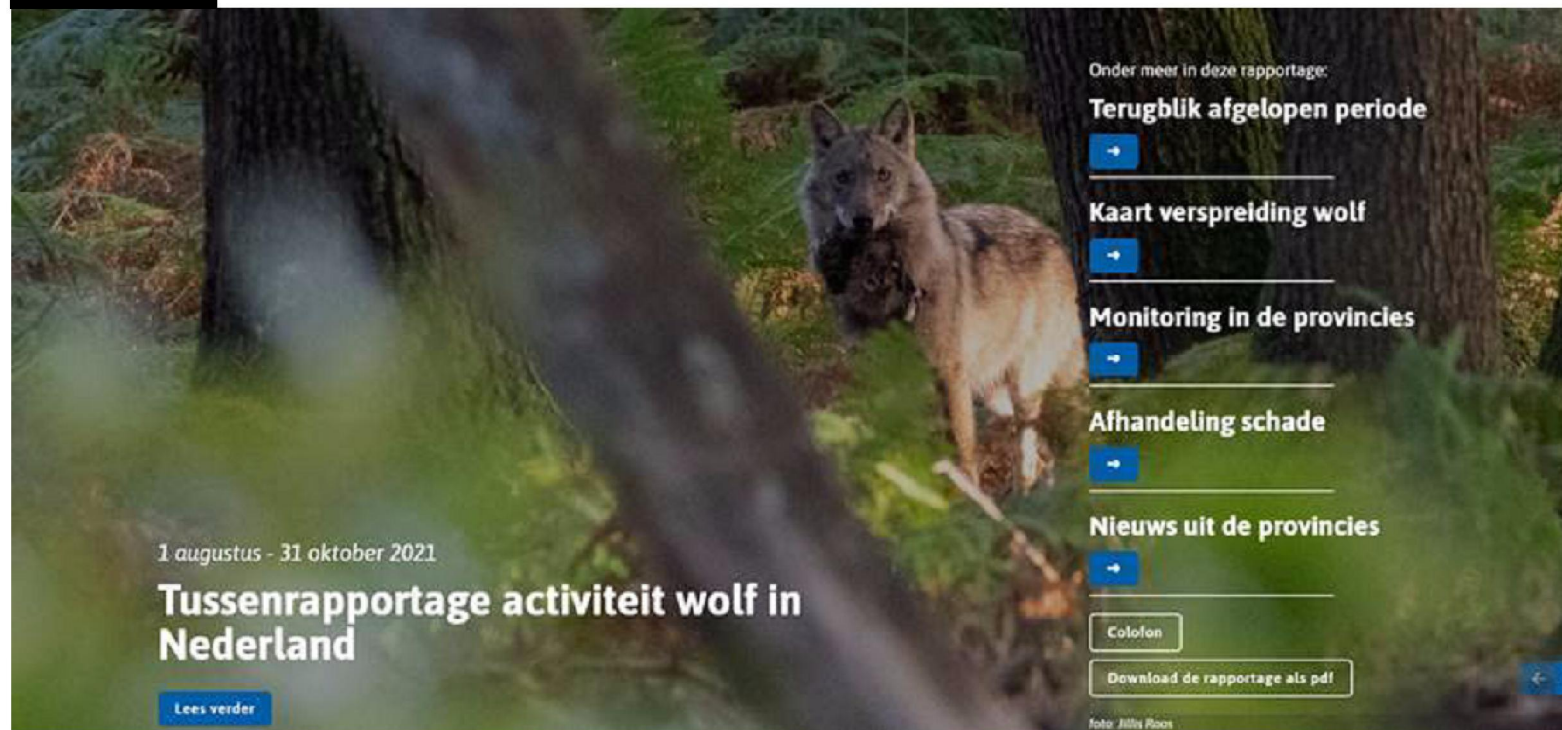 Onder meer in deze rapportage:
Terugblik afgelopen periode
Kaart verspreiding wolf
Monitoring in de provincies
Afhandeling schade
Nieuws uit de provincies
Colofon
Download de rapportage als pdf
foto: Jillis Roos
1 augustus - 31 oktober 2021
Tussenrapportage activiteit wolf in
Nederland
Lees verder